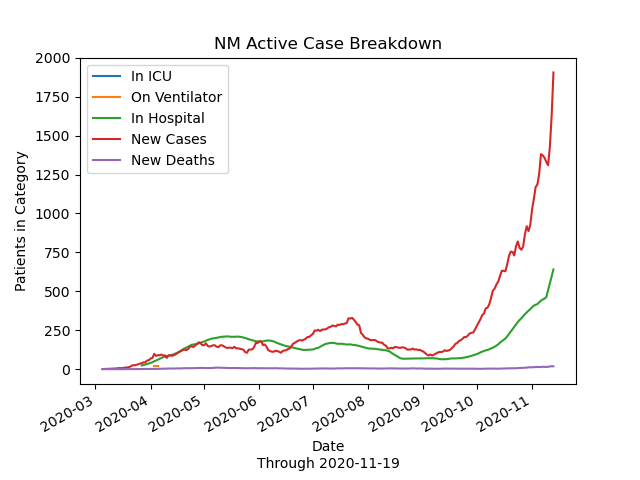 NM Active Case Breakdown
2000
1750
1500
1250
1000
750
500
250
0
Patients in Category
In ICU
On Ventilator
In Hospital
New Cases
New Deaths
2020-03
2020-04
2020-05
2020-06
2020-07
2020-08
2020-09
2020-10
2020-11
Date
Through 2020-11-19